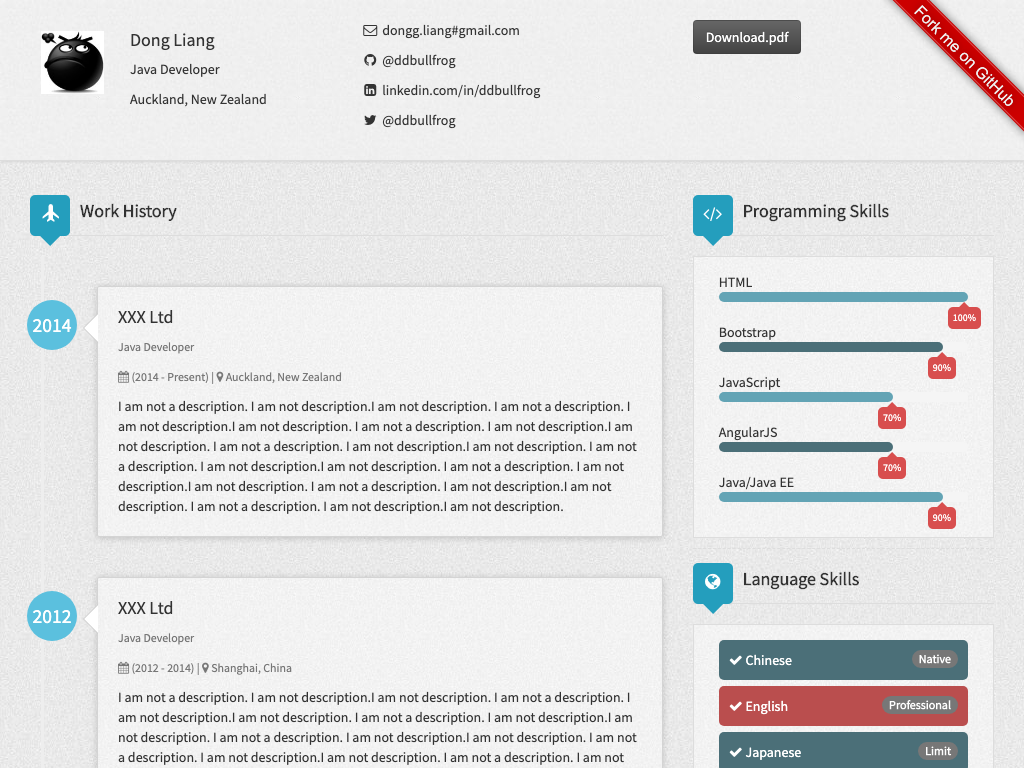 Dong Liang
Java Developer
Auckland, New Zealand
dongg.liang#gmail.com
@ddbullfrog
linkedin.com/in/ddbullfrog
@ddbullfrog
Download.pdf
Fork me on GitHub
Work History
2014
XXX Ltd
Java Developer
(2014 - Present) | Auckland, New Zealand
I am not a description. I am not description.I am not description. I am not a description. I
am not description.I am not description. I am not a description. I am not description.I am
not description. I am not a description. I am not description.I am not description. I am not
a description. I am not description.I am not description. I am not a description. I am not
description.I am not description. I am not a description. I am not description.I am not
description. I am not a description. I am not description.I am not description.
2012
XXX Ltd
Java Developer
(2012 - 2014) | Shanghai, China
I am not a description. I am not description.I am not description. I am not a description. I
am not description.I am not description. I am not a description. I am not description.I am
not description. I am not a description. I am not description.I am not description. I am not
a description. I am not description.I am not description. I am not a description. I am not
Programming Skills
HTML
100%
Bootstrap
90%
JavaScript
70%
AngularJS
70%
Java/Java EE
90%
Language Skills
Chinese Native
English Professional
Japanese Limit